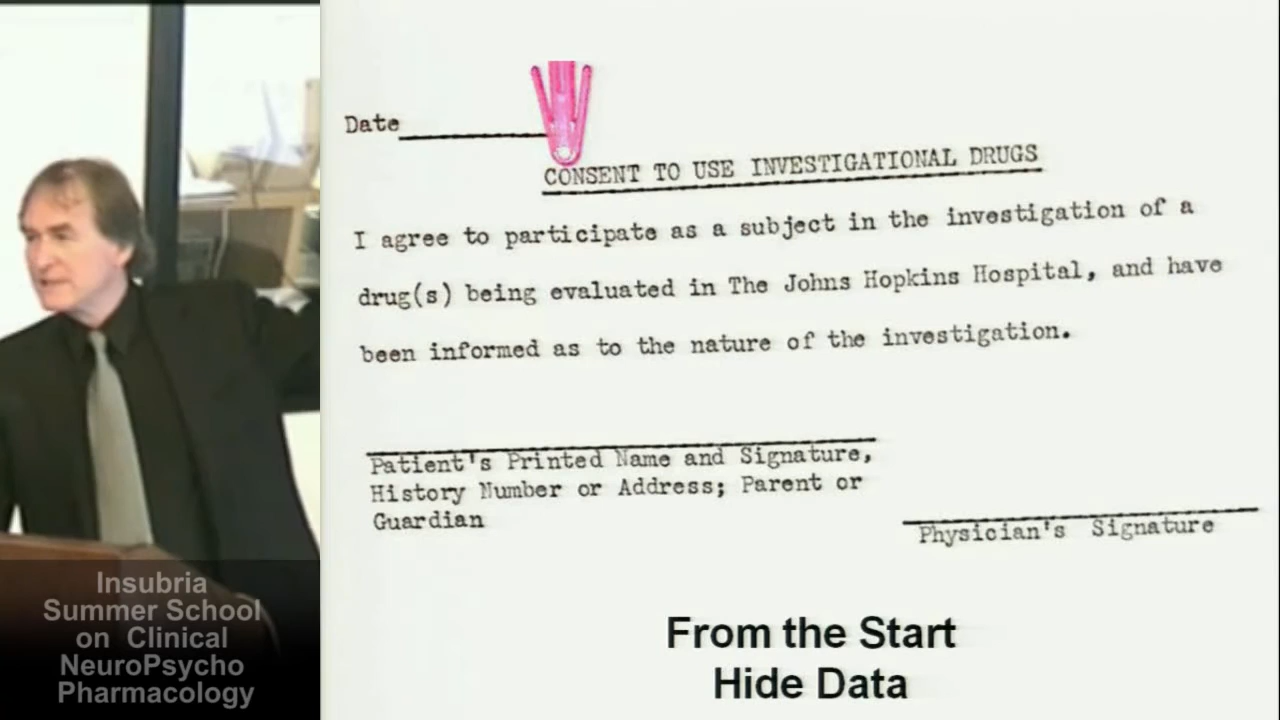 Date
CONSENT TO USE INVESTIGATIONAL DRUGS
I agree to participate as a subject in the investigation of a
drug(s) being evaluated in The Johns Hopkins Hospital, and have
been informed as to the nature of the investigation.
Patient's Printed Name and Signature,
History Number or Address; Parent or
Guardian
Physician's Signature
From the Start
Hide Data
Insubria
Summer School
on Clinical
NeuroPsycho
Pharmacology